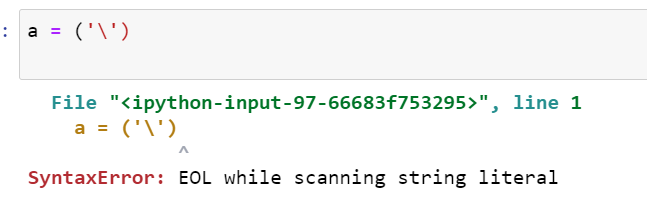 : a = ('\')
File "<ipython-input-97-66683f753295>", line 1
a = ('\')
^
SyntaxError: EOL while scanning string literal